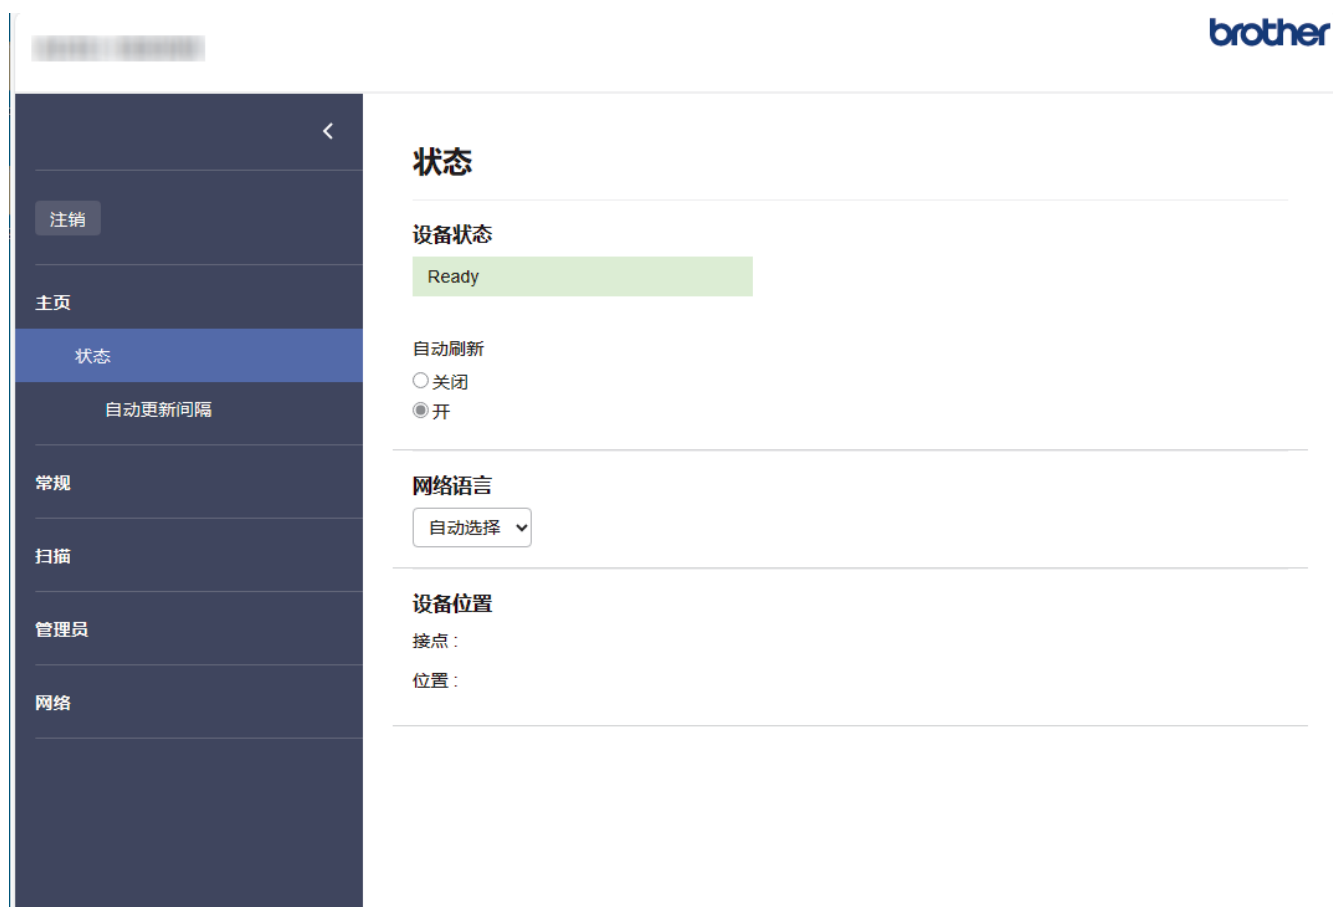 brother
注销
主页
状态
自动更新间隔
常规
扫描
管理员
网络
状态
设备状态
Ready
自动刷新
关闭
开
网络语言
自动选择
设备位置
接点 :
位置 :